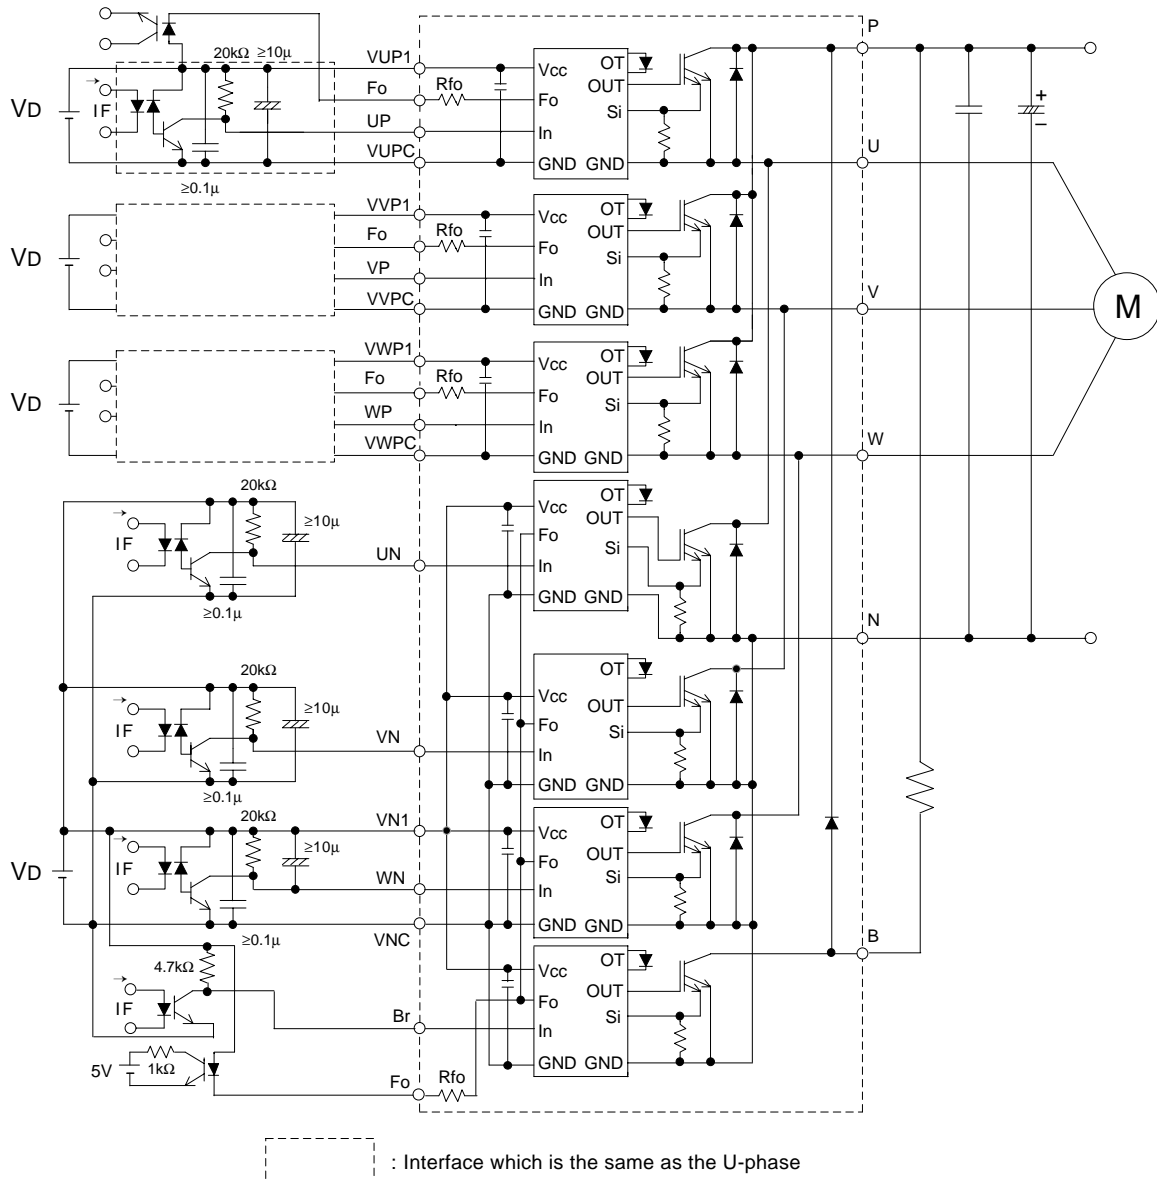 P
20kΩ ≥10µ
VUP1
Vcc OT
OUT
Fo Rfo Fo
Si
VD IF
UP In
VUPC GND GND U
≥0.1µ
VVP1 Vcc OT
OUT
Fo Rfo Fo
Si
VD
VP In
VVPC GND GND V
M
VWP1 Vcc OT
OUT
Fo Rfo Fo
Si
VD
WP In
VWPC GND GND W
20kΩ
OT
Vcc OUT
≥10µ
IF Fo Si
UN In
≥0.1µ
GND GND
N
20kΩ
OT
Vcc
≥10µ OUT
IF Fo
Si
VN In
GND GND
≥0.1µ
20kΩ
VN1 Vcc OT
≥10µ OUT
IF Fo
VD Si
WN In
GND GND
≥0.1µ VNC
B
4.7kΩ OT
Vcc
OUT
IF Fo
Si
Br In
5V 1kΩ
GND GND
Fo Rfo
: Interface which is the same as the U-phase
+
–